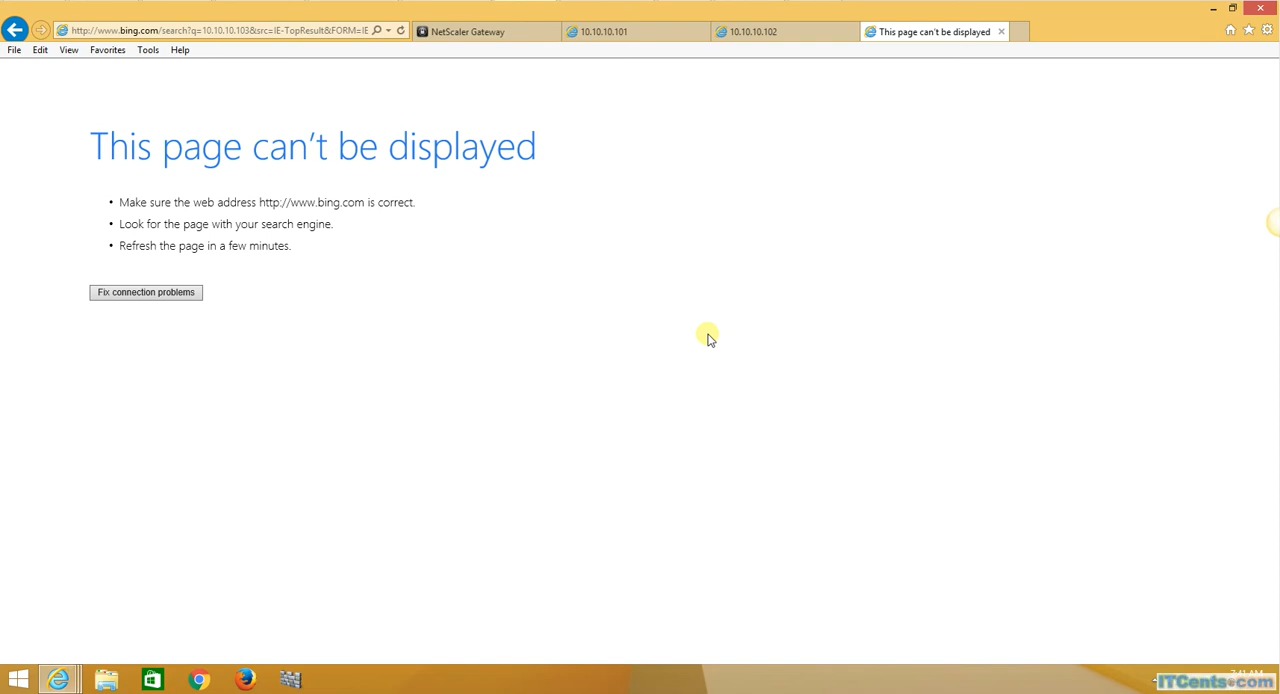 http://www.bing.com/search?q=10.10.10.103&src=IE-TopResult&FORM=IE
NetScaler Gateway
10.10.10.101
10.10.10.102
This page can't be displayed
File Edit View Favorites Tools Help
This page can't be displayed
• Make sure the web address http://www.bing.com is correct.
• Look for the page with your search engine.
• Refresh the page in a few minutes.
Fix connection problems
ITCents.com